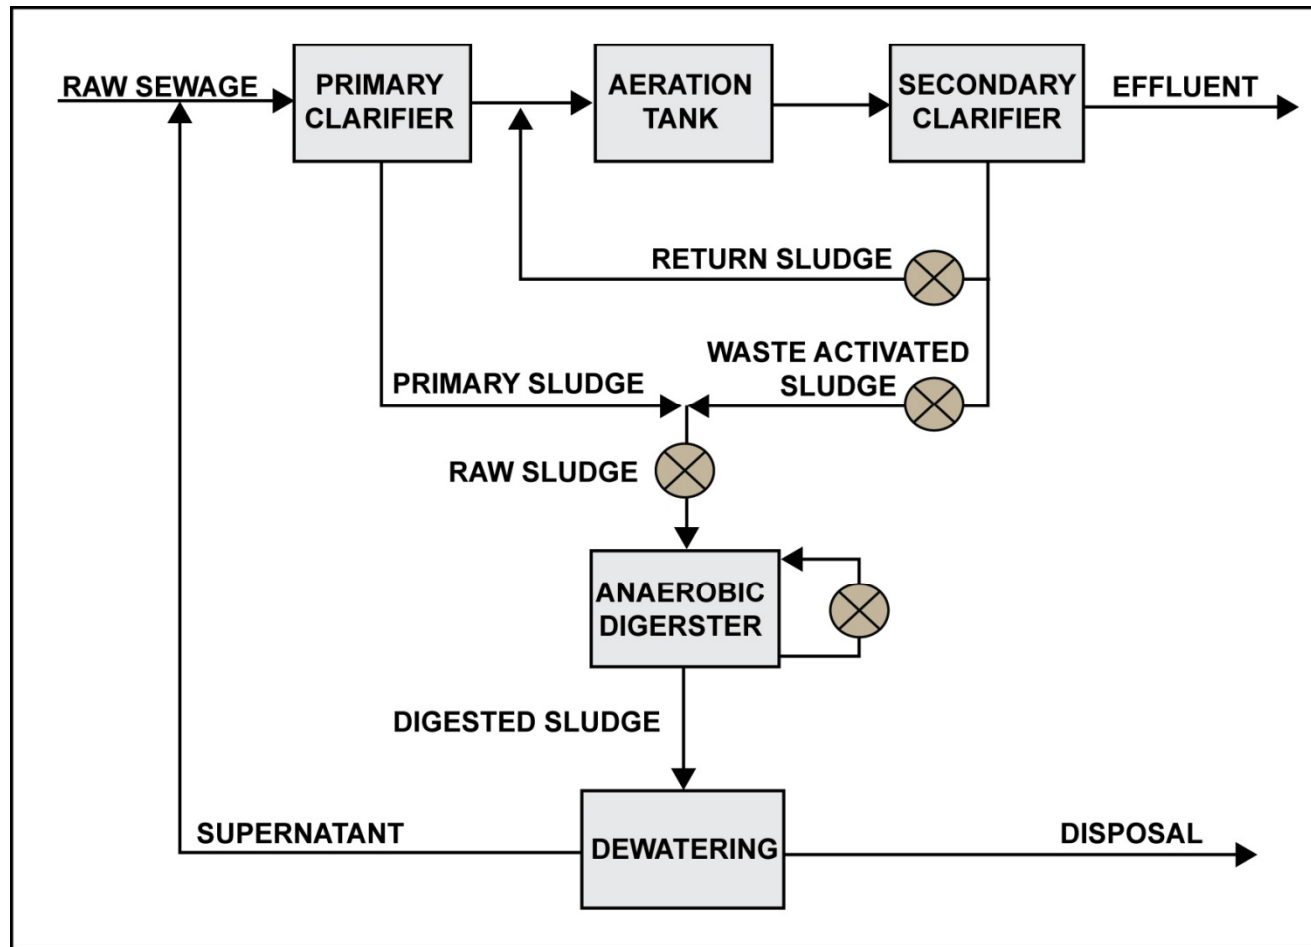 RAW SEWAGE
PRIMARY
CLARIFIER
AERATION
TANK
SECONDARY
CLARIFIER
EFFLUENT
RETURN SLUDGE
WASTE ACTIVATED
SLUDGE
PRIMARY SLUDGE
RAW SLUDGE
ANAEROBIC
DIGERSTER
DIGESTED SLUDGE
SUPERNATANT
DEWATERING
DISPOSAL